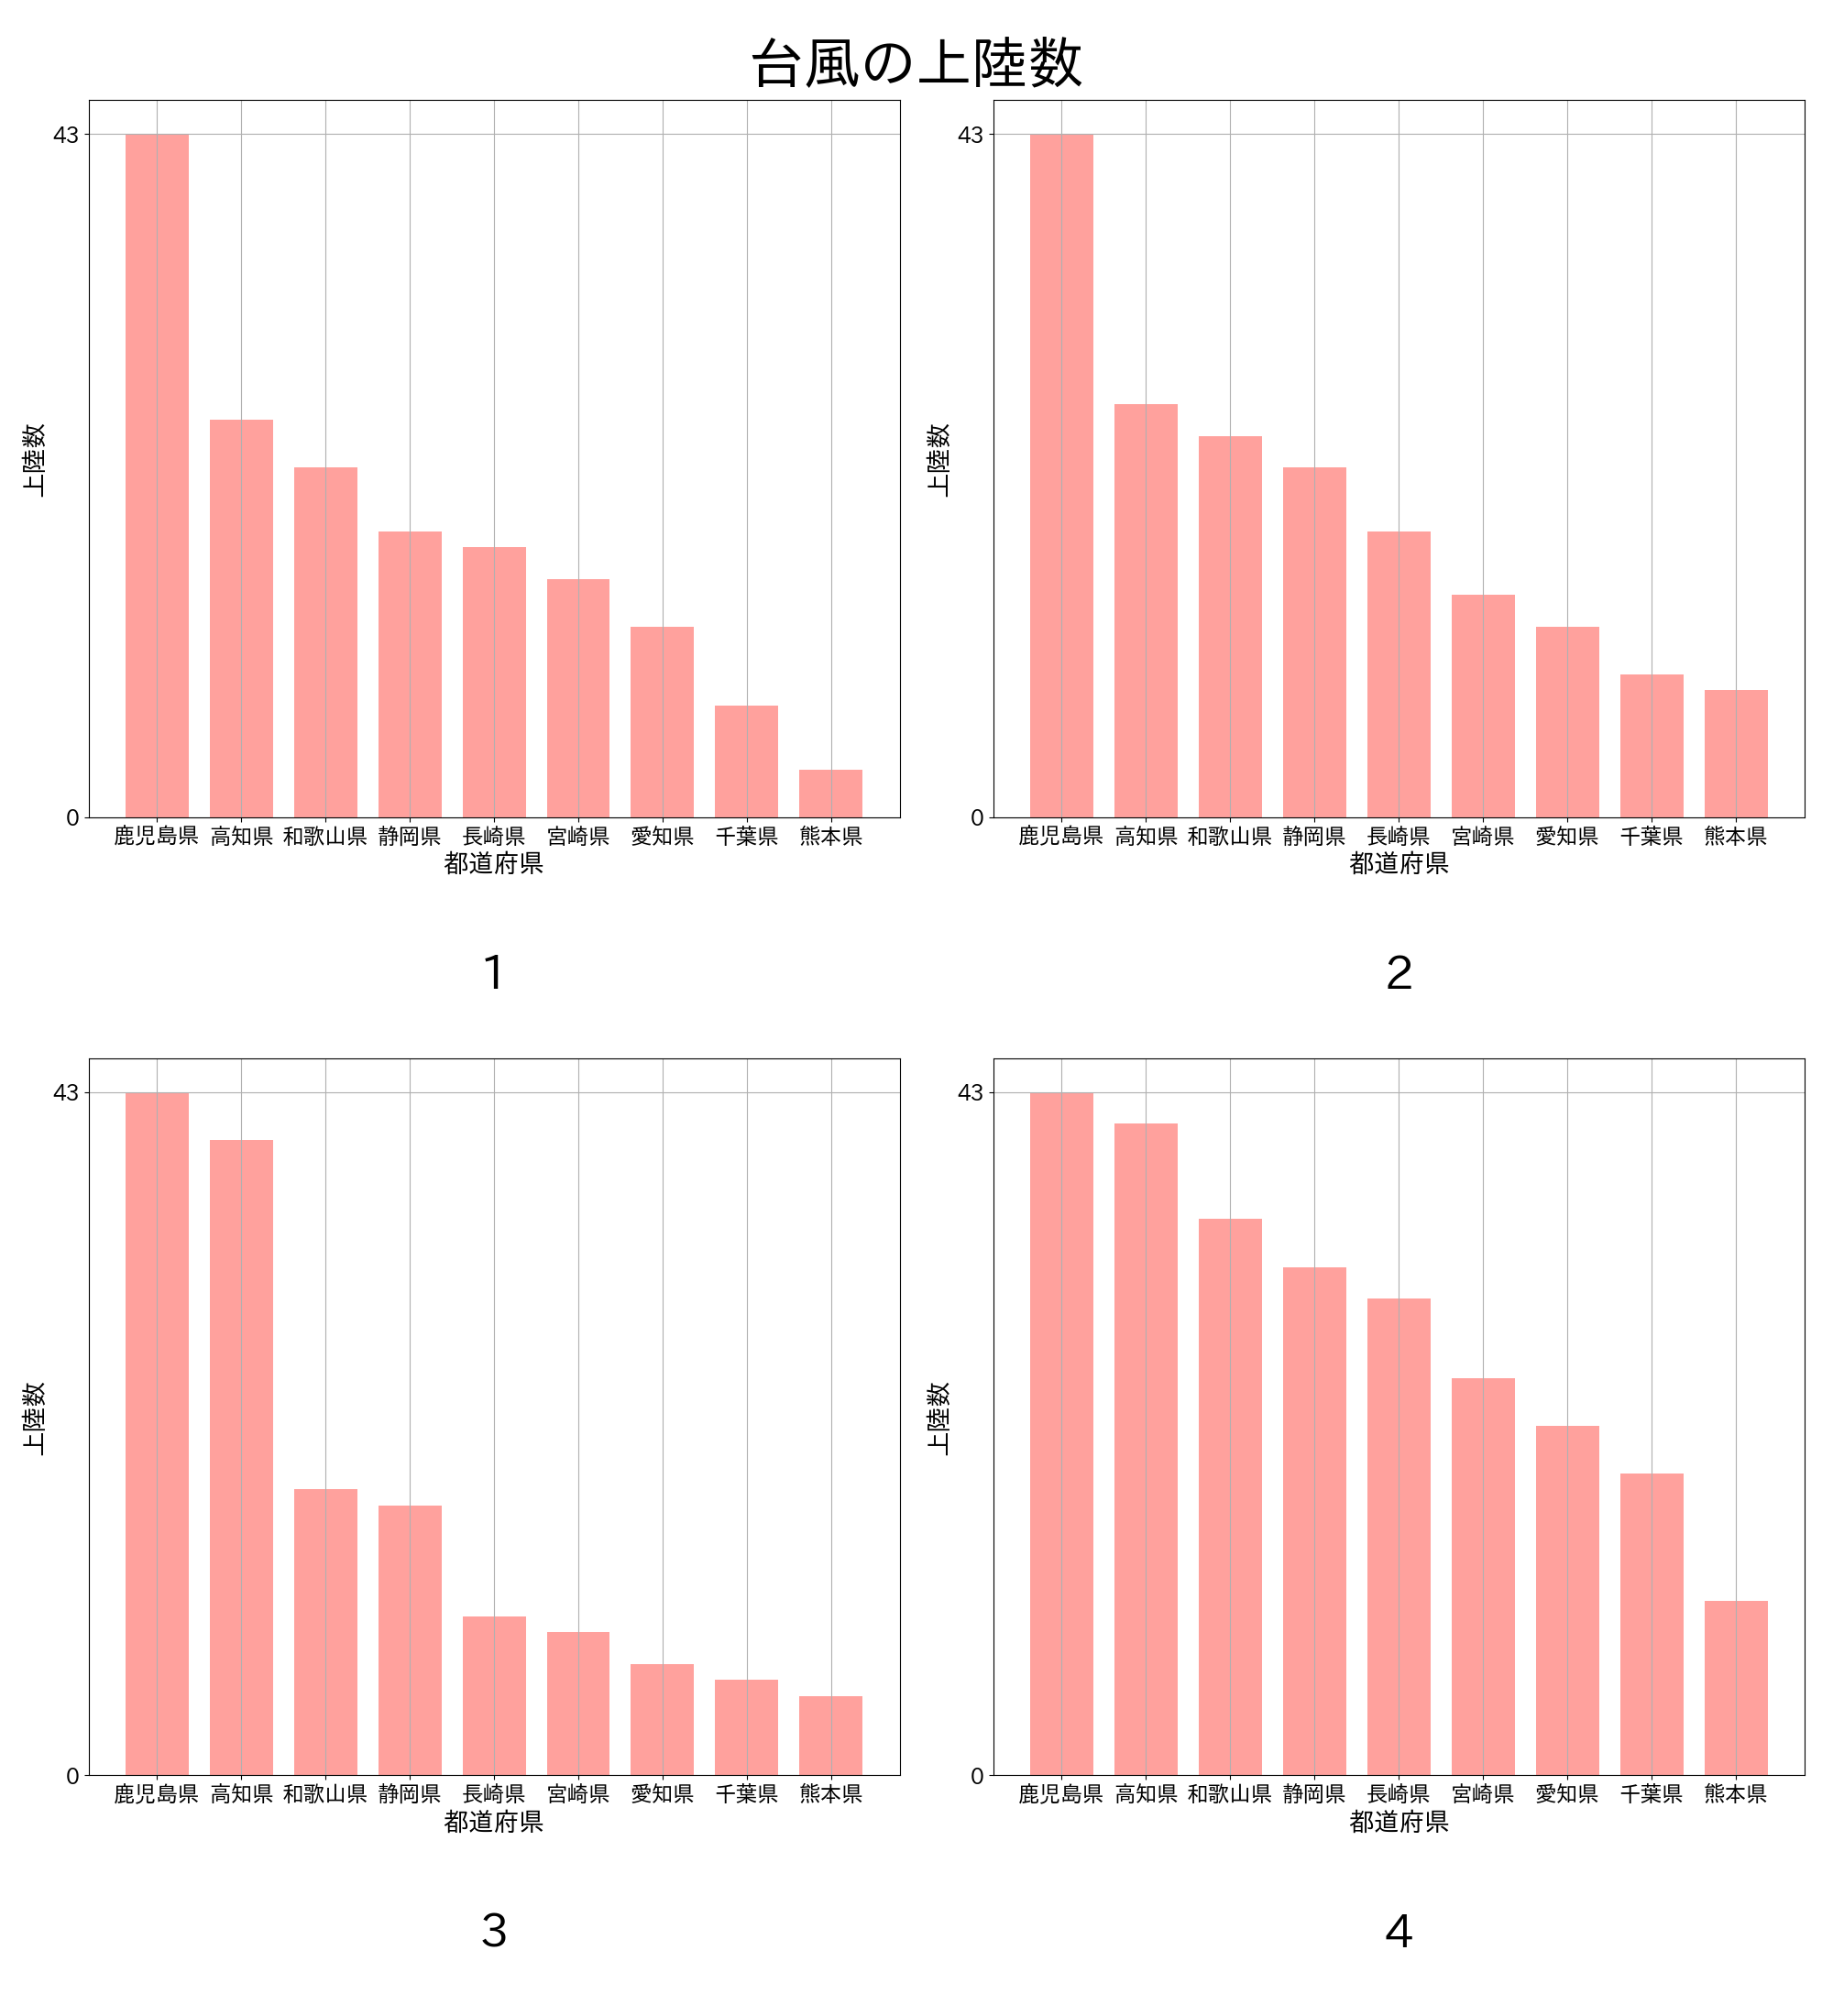 台風の上陸数
43
0
上陸数
鹿児島県 高知県 和歌山県 静岡県 長崎県 宮崎県 愛知県 千葉県 熊本県
都道府県
1
43
0
上陸数
鹿児島県 高知県 和歌山県 静岡県 長崎県 宮崎県 愛知県 千葉県 熊本県
都道府県
2
43
0
上陸数
鹿児島県 高知県 和歌山県 静岡県 長崎県 宮崎県 愛知県 千葉県 熊本県
都道府県
3
43
0
上陸数
鹿児島県 高知県 和歌山県 静岡県 長崎県 宮崎県 愛知県 千葉県 熊本県
都道府県
4